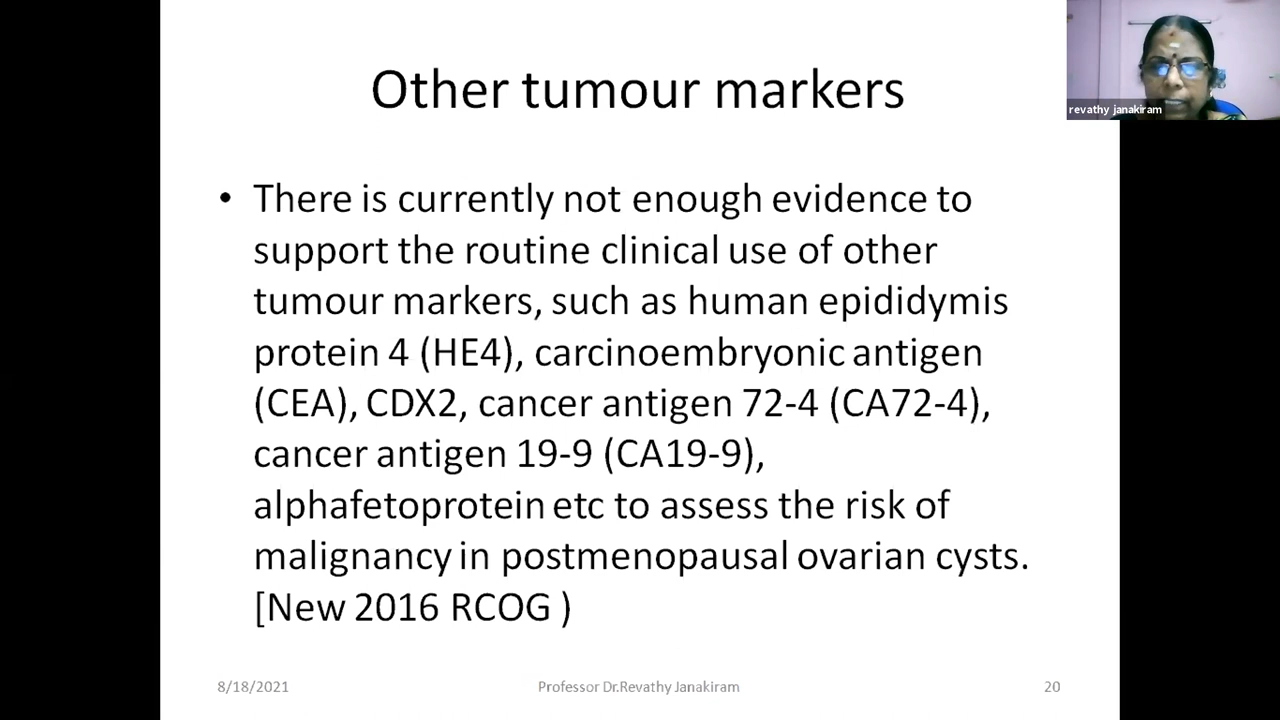 Other tumour markers
revathy janakiram
• There is currently not enough evidence to
support the routine clinical use of other
tumour markers, such as human epididymis
protein 4 (HE4), carcinoembryonic antigen
(CEA), CDX2, cancer antigen 72-4 (CA72-4),
cancer antigen 19-9 (CA19-9),
alphafetoprotein etc to assess the risk of
malignancy in postmenopausal ovarian cysts.
[New 2016 RCOG )
8/18/2021
Professor Dr.Revathy Janakiram
20